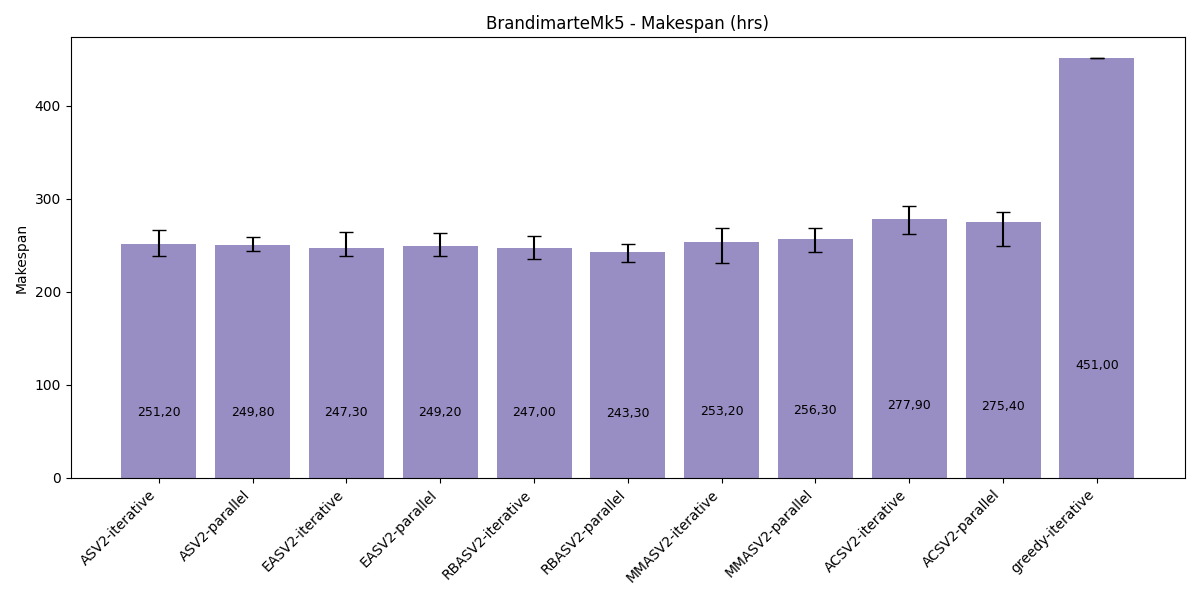 BrandimarteMk5 - Makespan (hrs)
Makespan
400
300
200
100
0
251,20
249,80
247,30
249,20
247,00
243,30
253,20
256,30
277,90
275,40
451,00
ASV2-iterative
ASV2-parallel
EASV2-iterative
EASV2-parallel
RBASV2-iterative
RBASV2-parallel
MMASV2-iterative
MMASV2-parallel
ACSV2-iterative
ACSV2-parallel
greedy-iterative